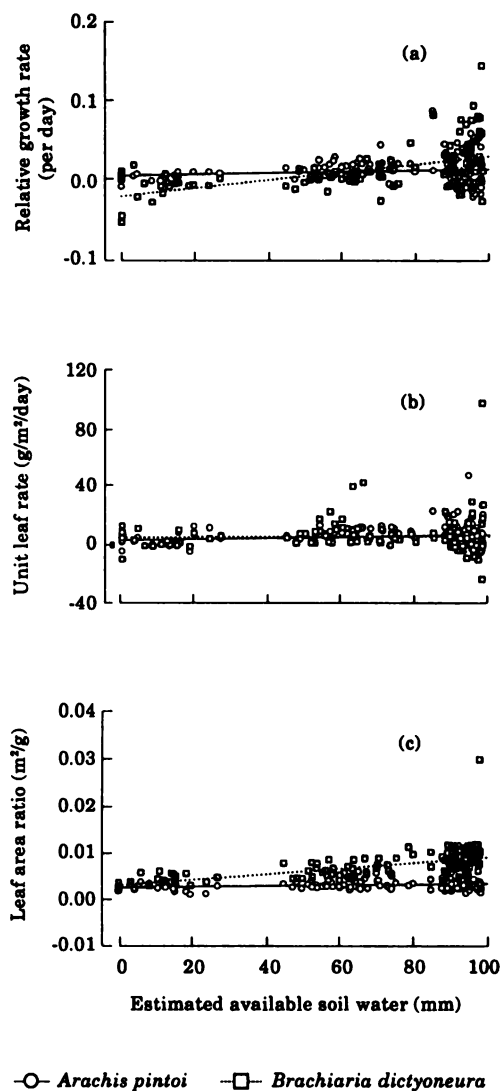 0.2
(a)
0.1
0.0
-0.1
Relative growth rate
(per day)
120
(b)
80
40
0
-40
Unit leaf rate (g/m²/day)
0.04
(c)
0.03
0.02
0.01
0.00
-0.01
Leaf area ratio (m²/g)
0 20 40 60 80 100
Estimated available soil water (mm)
Arachis pintoi Brachiaria dictyoneura